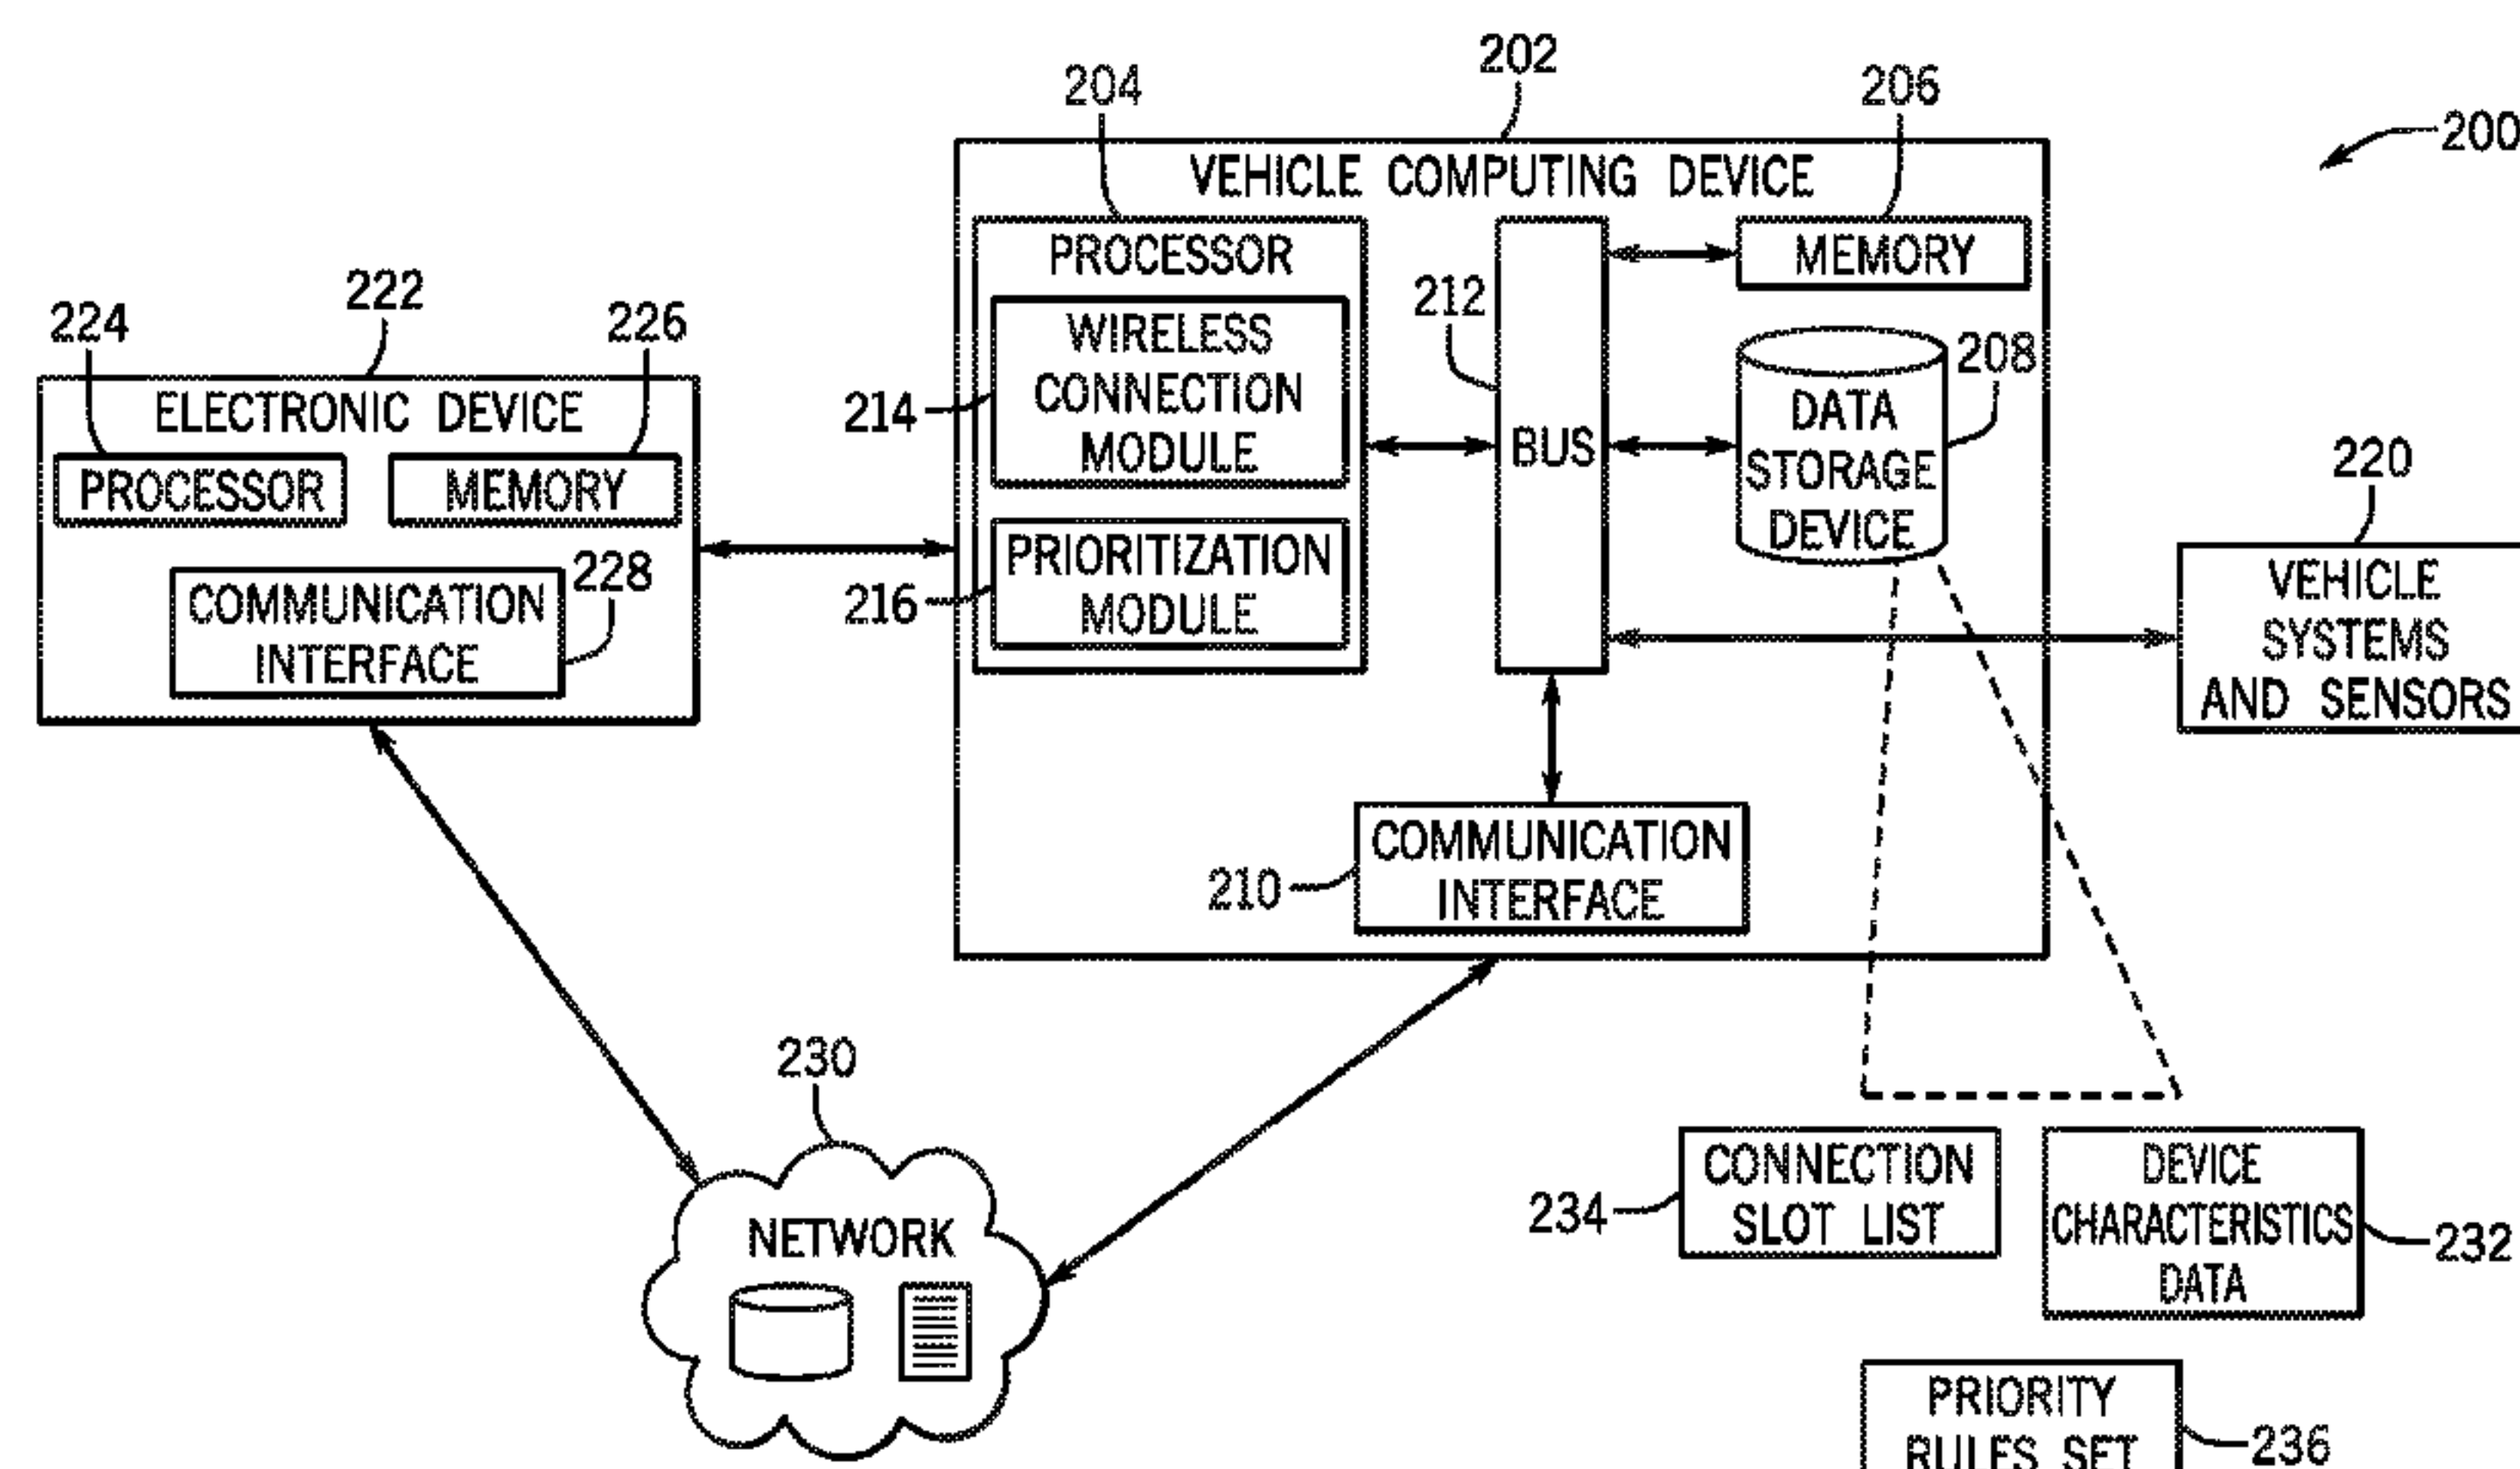 202
204
206
200
VEHICLE COMPUTING DEVICE
PROCESSOR
MEMORY
212
WIRELESS
CONNECTION
MODULE
214
BUS
208
DATA
STORAGE
DEVICE
PRIORITIZATION
MODULE
216
222
224
226
ELECTRONIC DEVICE
PROCESSOR
MEMORY
228
COMMUNICATION
INTERFACE
220
VEHICLE
SYSTEMS
AND SENSORS
COMMUNICATION
INTERFACE
210
230
NETWORK
CONNECTION
SLOT LIST
234
DEVICE
CHARACTERISTICS
DATA
232
PRIORITY
RULES SET
236